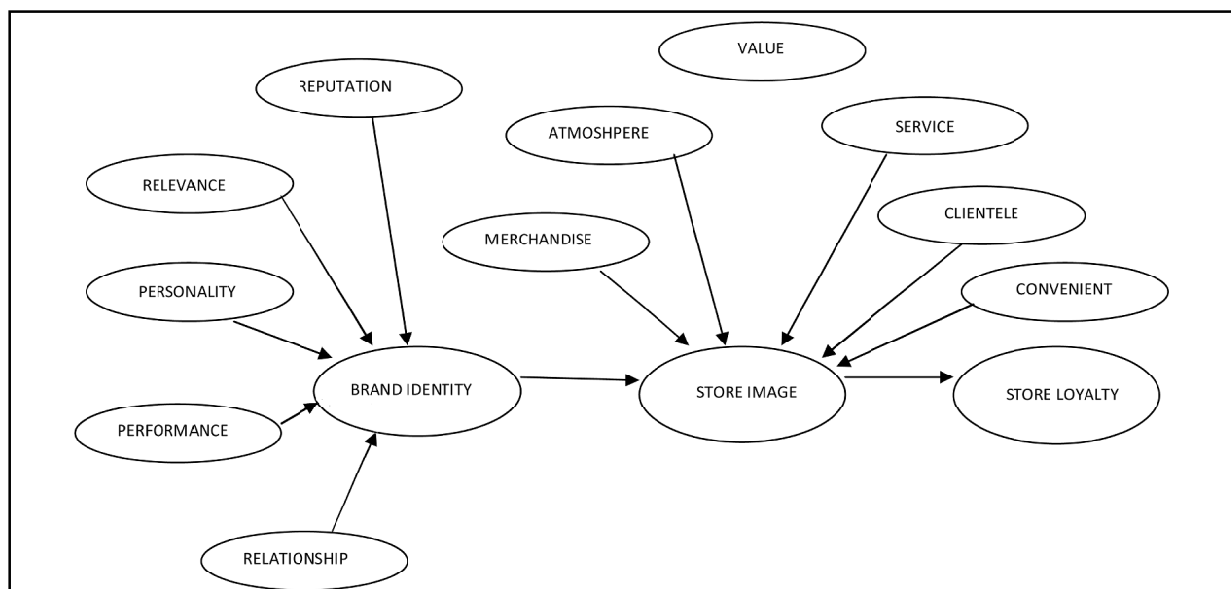 VALUE
REPUTATION
ATMOSHPERE
SERVICE
RELEVANCE
CLIENTELE
MERCHANDISE
PERSONALITY
CONVENIENT
BRAND IDENTITY
STORE IMAGE
STORE LOYALTY
PERFORMANCE
RELATIONSHIP